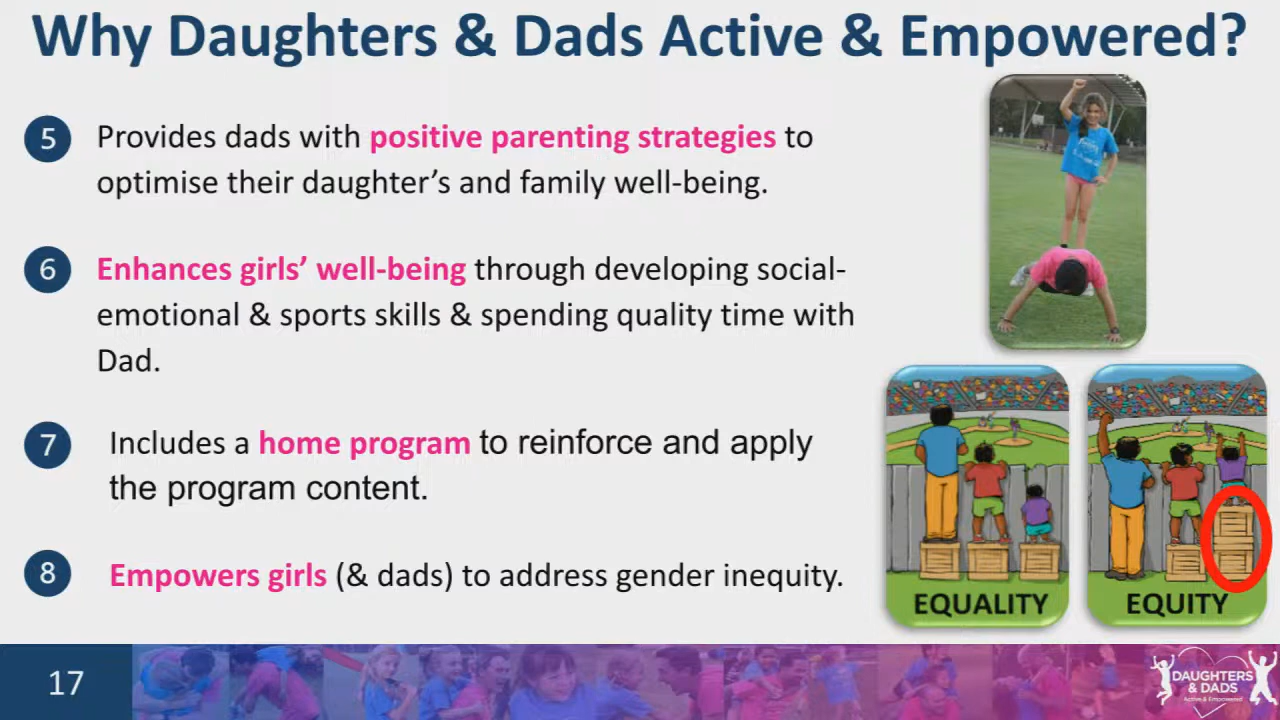 Why Daughters & Dads Active & Empowered?
5
Provides dads with positive parenting strategies to
optimise their daughter’s and family well-being.
6
Enhances girls’ well-being through developing social-
emotional & sports skills & spending quality time with
Dad.
7
Includes a home program to reinforce and apply
the program content.
8
Empowers girls (& dads) to address gender inequity.
EQUALITY
EQUITY
17
DAUGHTERS
& DADS
Active & Empowered